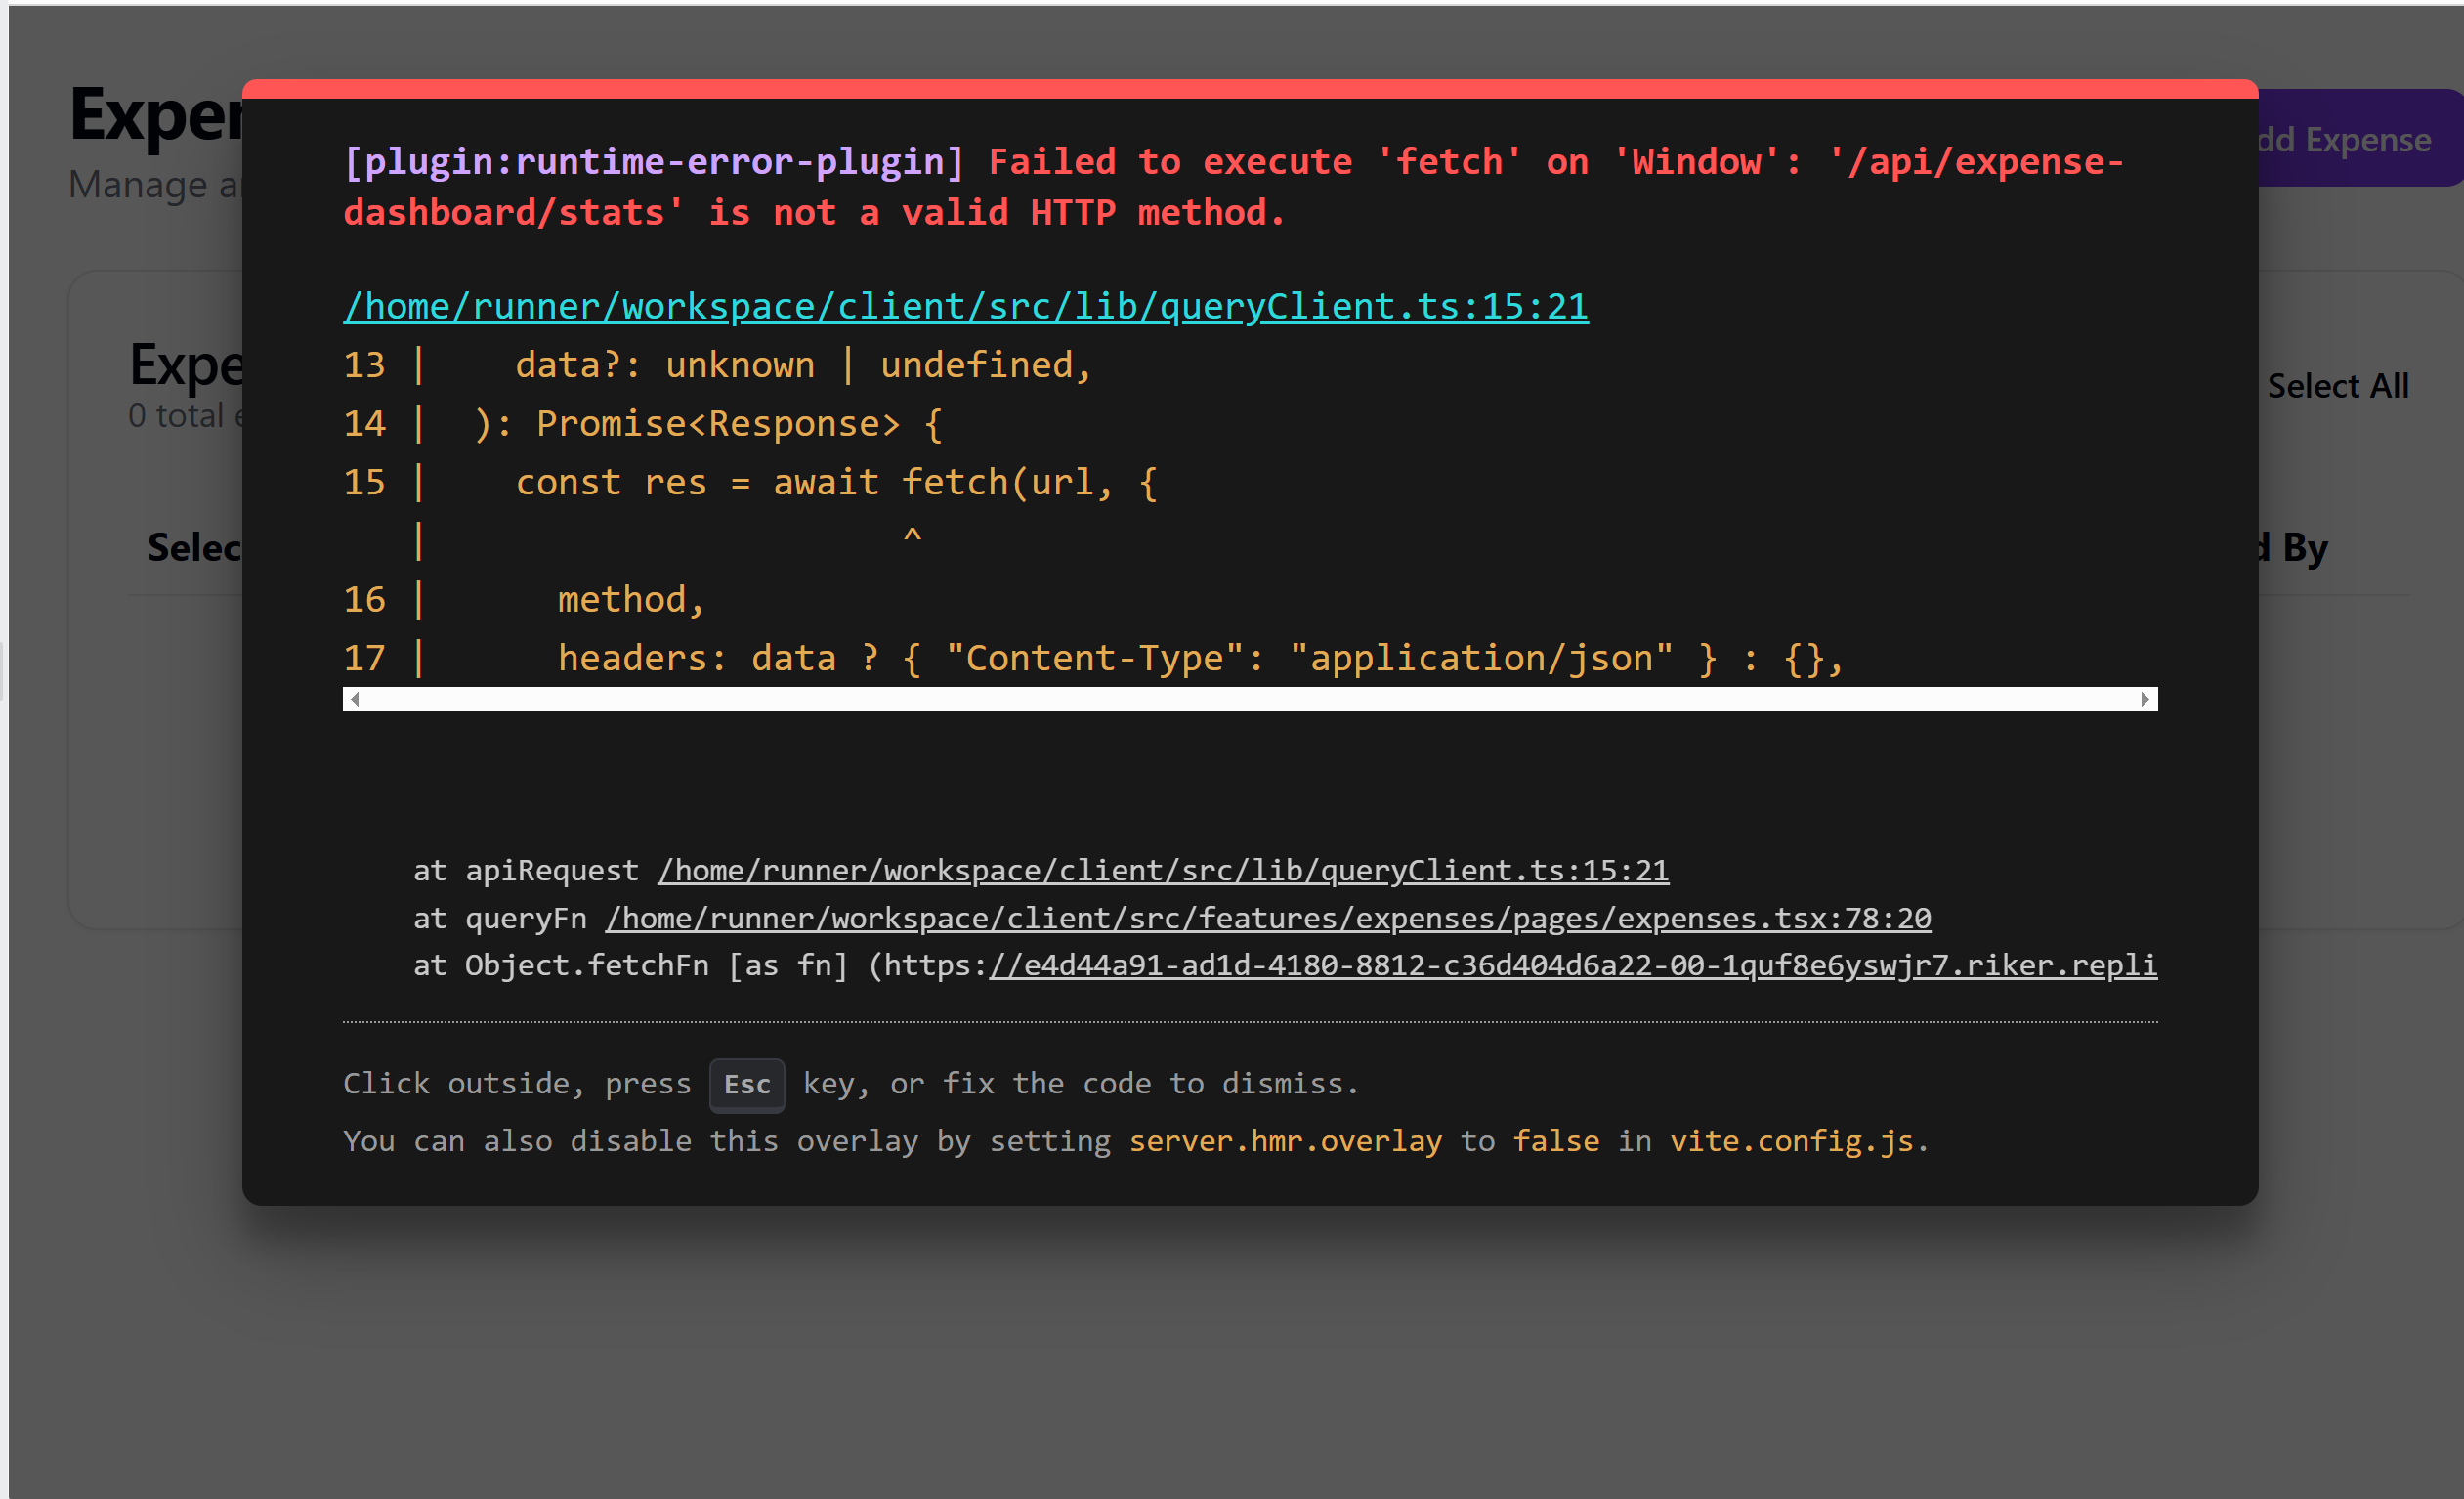 Exper
Manage a
dd Expense
[plugin:runtime-error-plugin] Failed to execute 'fetch' on 'Window': '/api/expense-
dashboard/stats' is not a valid HTTP method.
/home/runner/workspace/client/src/lib/queryClient.ts:15:21
Expe
0 total e
Select All
13 |    data?: unknown | undefined,
14 |  ): Promise<Response> {
15 |    const res = await fetch(url, {
   |                      ^
Selec
d By
16 |      method,
17 |      headers: data ? { "Content-Type": "application/json" } : {},
at apiRequest /home/runner/workspace/client/src/lib/queryClient.ts:15:21
at queryFn /home/runner/workspace/client/src/features/expenses/pages/expenses.tsx:78:20
at Object.fetchFn [as fn] (https://e4d44a91-ad1d-4180-8812-c36d404d6a22-00-1quf8e6yswjr7.riker.repli
Click outside, press Esc key, or fix the code to dismiss.
You can also disable this overlay by setting server.hmr.overlay to false in vite.config.js.